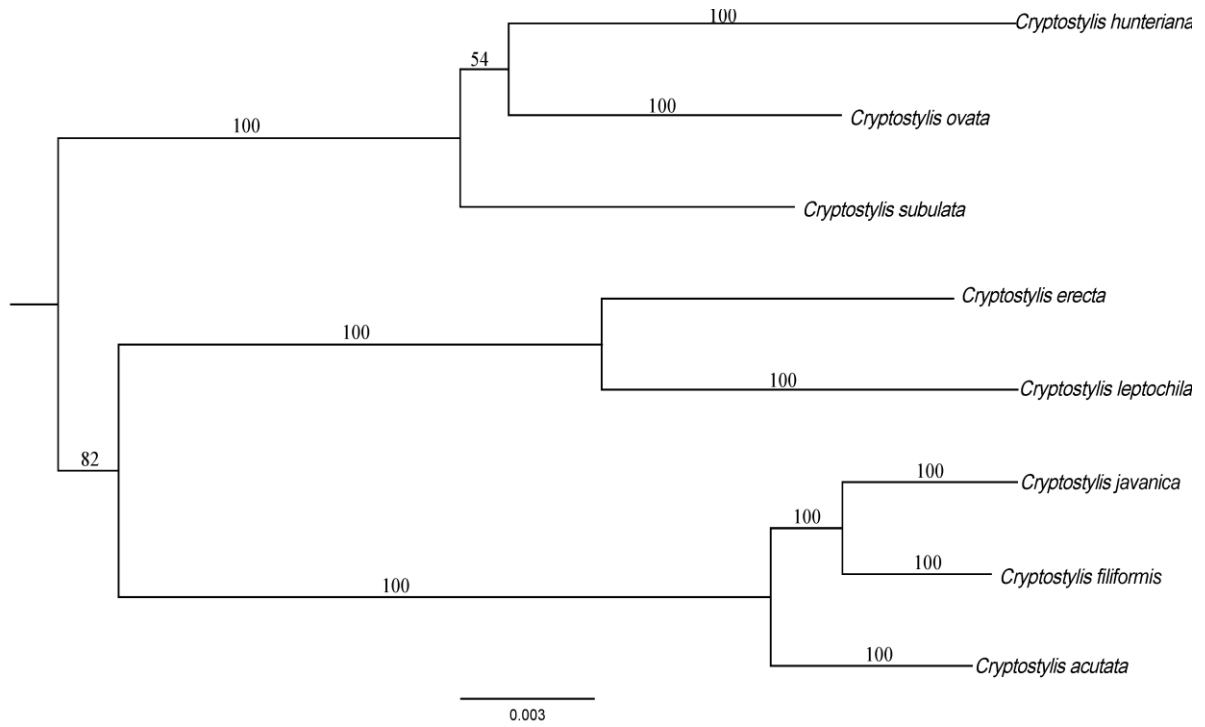 100
Cryptostylis hunteriana
54
100
Cryptostylis ovata
100
Cryptostylis subulata
Cryptostylis erecta
100
100
Cryptostylis leptochila
82
100
Cryptostylis javanica
100
100
Cryptostylis filiformis
100
100
Cryptostylis acutata
0.003